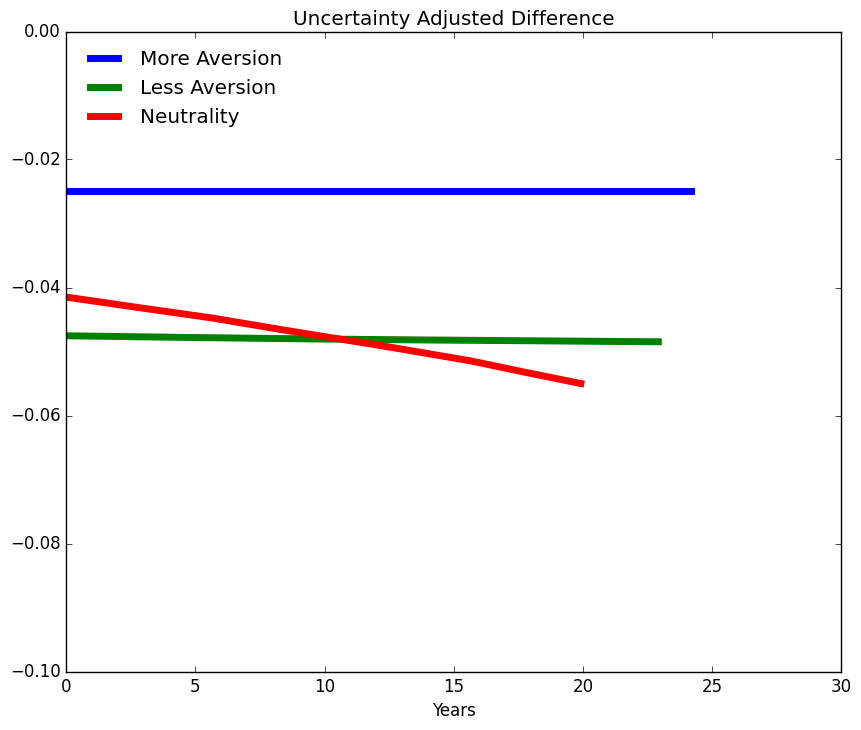 Uncertainty Adjusted Difference
0.00
−0.02
−0.04
−0.06
−0.08
−0.10
More Aversion
Less Aversion
Neutrality
0 5 10 15 20 25 30
Years